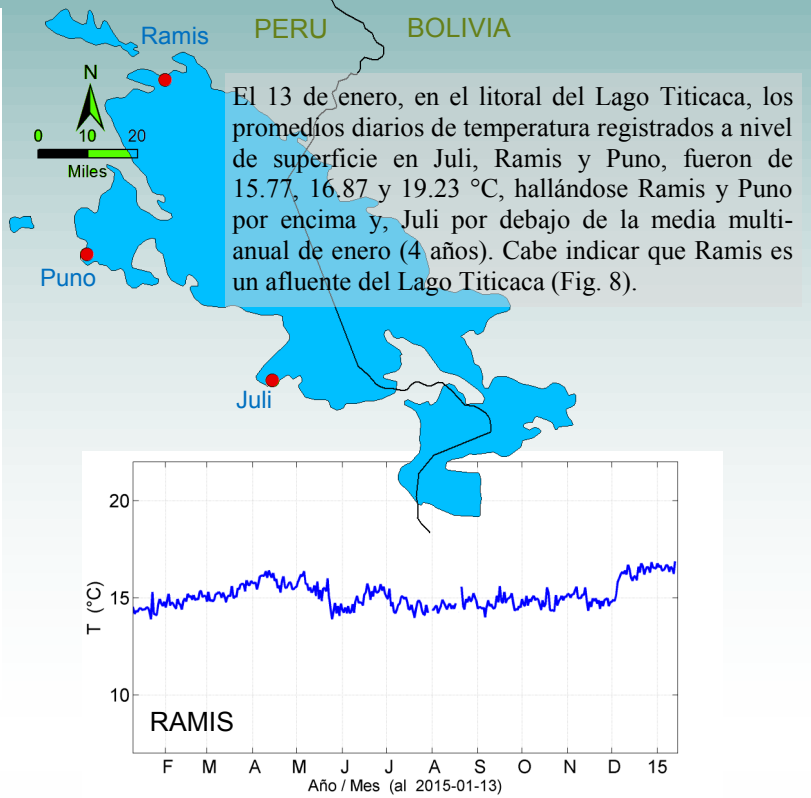 Ramis
PERU
BOLIVIA
N
0 10 20
Miles
El 13 de enero, en el litoral del Lago Titicaca, los
promedios diarios de temperatura registrados a nivel
de superficie en Juli, Ramis y Puno, fueron de
15.77, 16.87 y 19.23 °C, hallándose Ramis y Puno
por encima y, Juli por debajo de la media multi-
anual de enero (4 años). Cabe indicar que Ramis es
un afluente del Lago Titicaca (Fig. 8).
Puno
Juli
20
15
10
T (°C)
RAMIS
F M A M J J A S O N D 15
Año / Mes (al 2015-01-13)